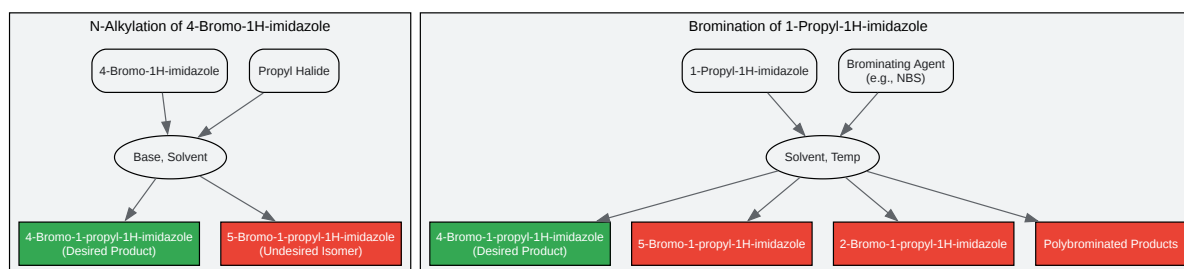 N-Alkylation of 4-Bromo-1H-imidazole
4-Bromo-1H-imidazole
Propyl Halide
Base, Solvent
4-Bromo-1-propyl-1H-imidazole
(Desired Product)
5-Bromo-1-propyl-1H-imidazole
(Undesired Isomer)
Bromination of 1-Propyl-1H-imidazole
1-Propyl-1H-imidazole
Brominating Agent
(e.g., NBS)
Solvent, Temp
4-Bromo-1-propyl-1H-imidazole
(Desired Product)
5-Bromo-1-propyl-1H-imidazole
2-Bromo-1-propyl-1H-imidazole
Polybrominated Products